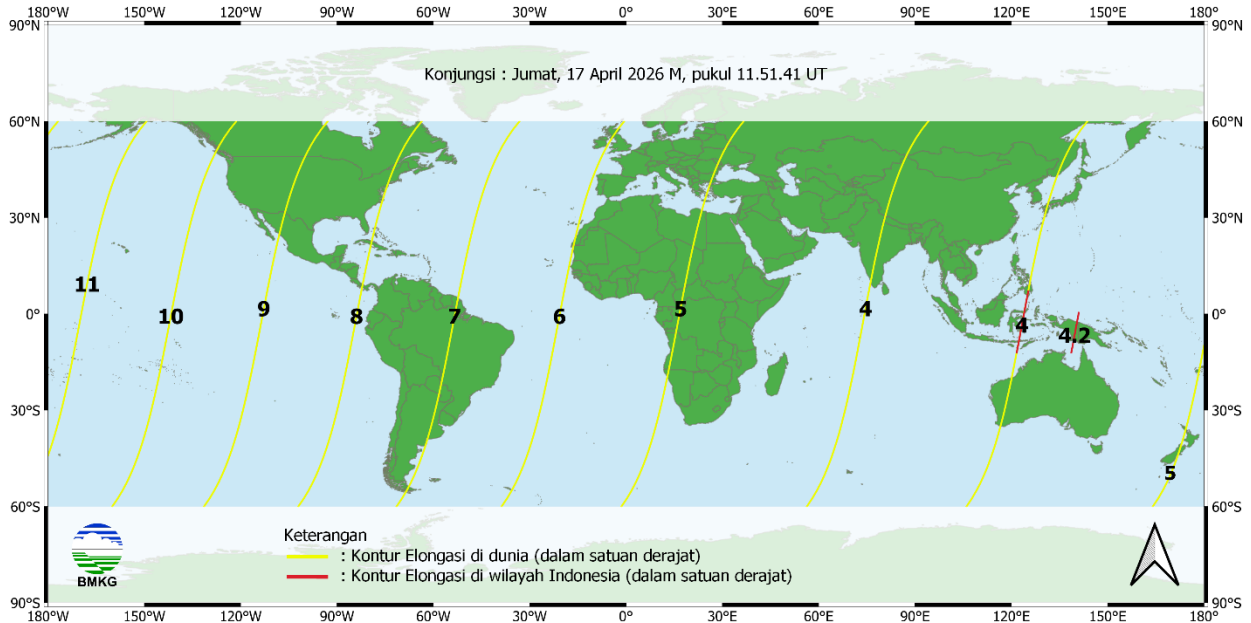 180°W 150°W 120°W 90°W 60°W 30°W 0° 30°E 60°E 90°E 120°E 150°E 180°
90°N 90°N
Konjungsi : Jumat, 17 April 2026 M, pukul 11.51.41 UT
60°N 60°N
30°N 30°N
11
10 9 8 7 6 5 4
0° 0°
4 4.2
30°S 30°S
5
60°S 60°S
Keterangan
: Kontur Elongasi di dunia (dalam satuan derajat)
: Kontur Elongasi di wilayah Indonesia (dalam satuan derajat)
BMKG
90°S 90°S
180°W 150°W 120°W 90°W 60°W 30°W 0° 30°E 60°E 90°E 120°E 150°E 180°